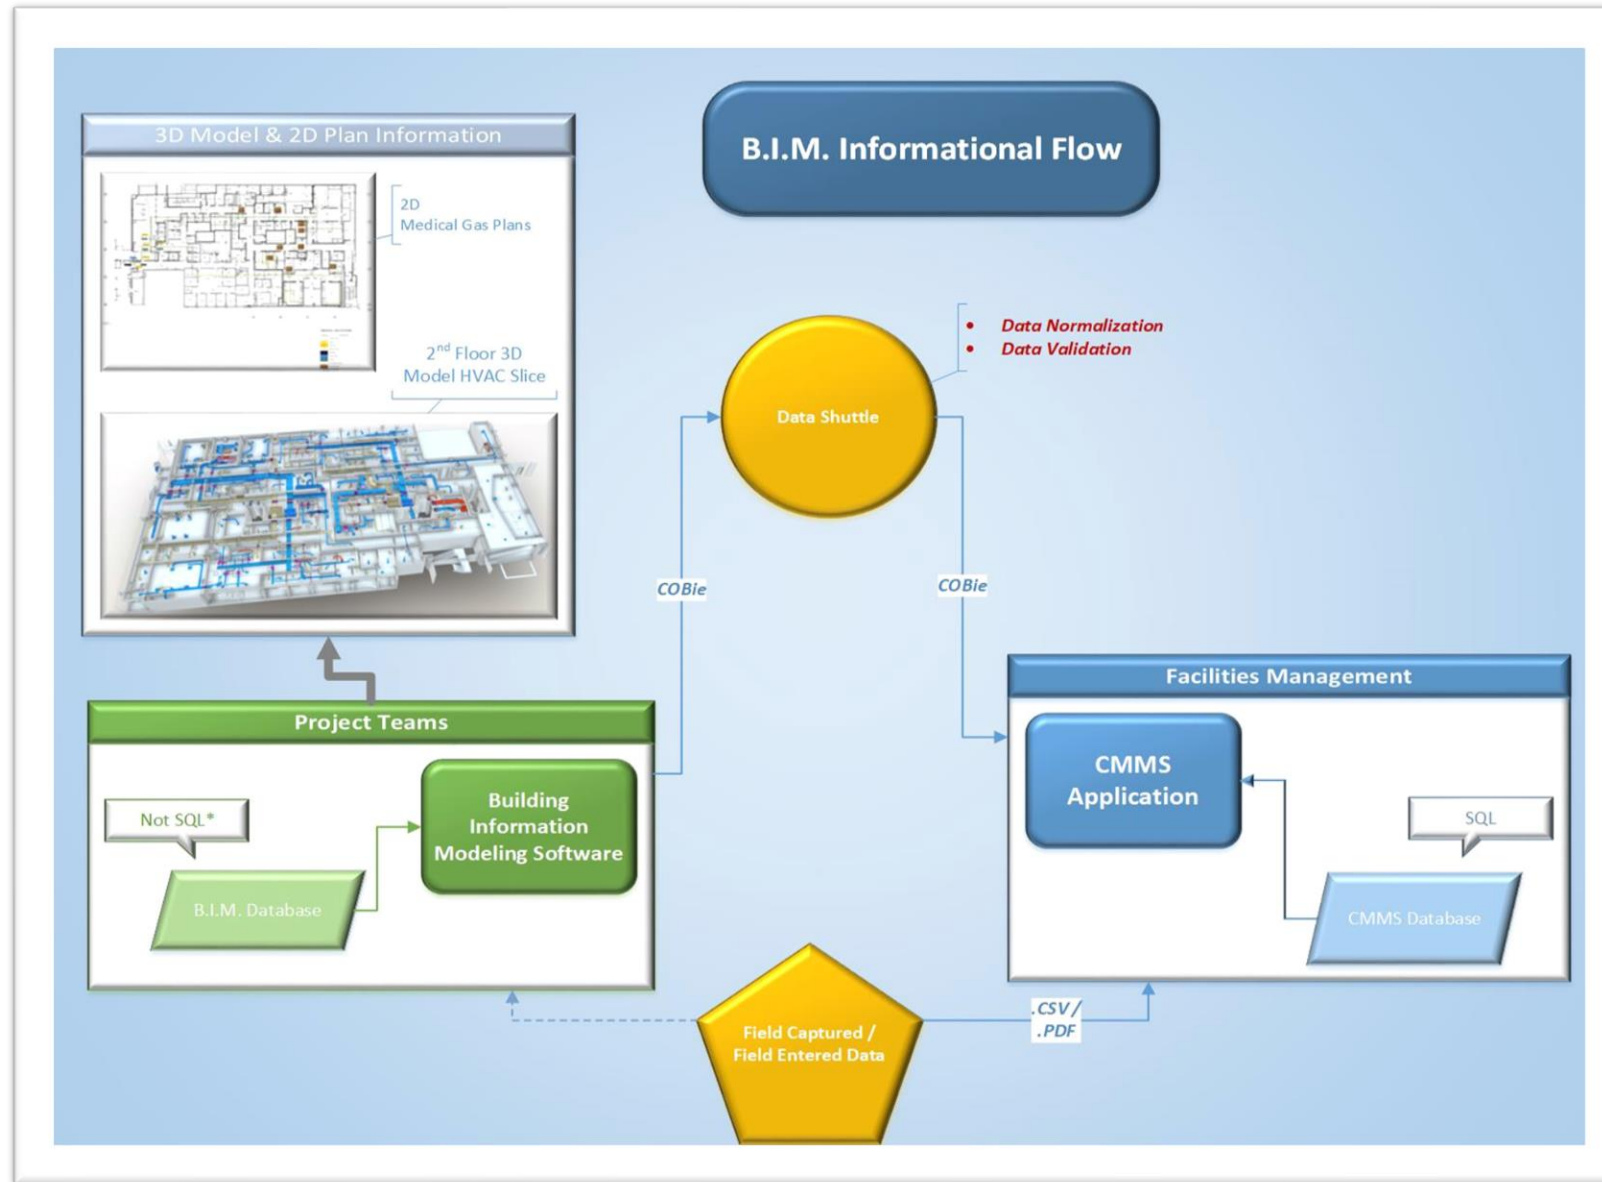 B.I.M. Informational Flow
3D Model & 2D Plan Information
2D
Medical Gas Plans
2nd Floor 3D
Model HVAC Slice
• Data Normalization
• Data Validation
Data Shuttle
COBie
COBie
Project Teams
Not SQL*
B.I.M. Database
Building
Information
Modeling Software
Facilities Management
CMMS
Application
SQL
CMMS Database
Field Captured /
Field Entered Data
.CSV /
.PDF